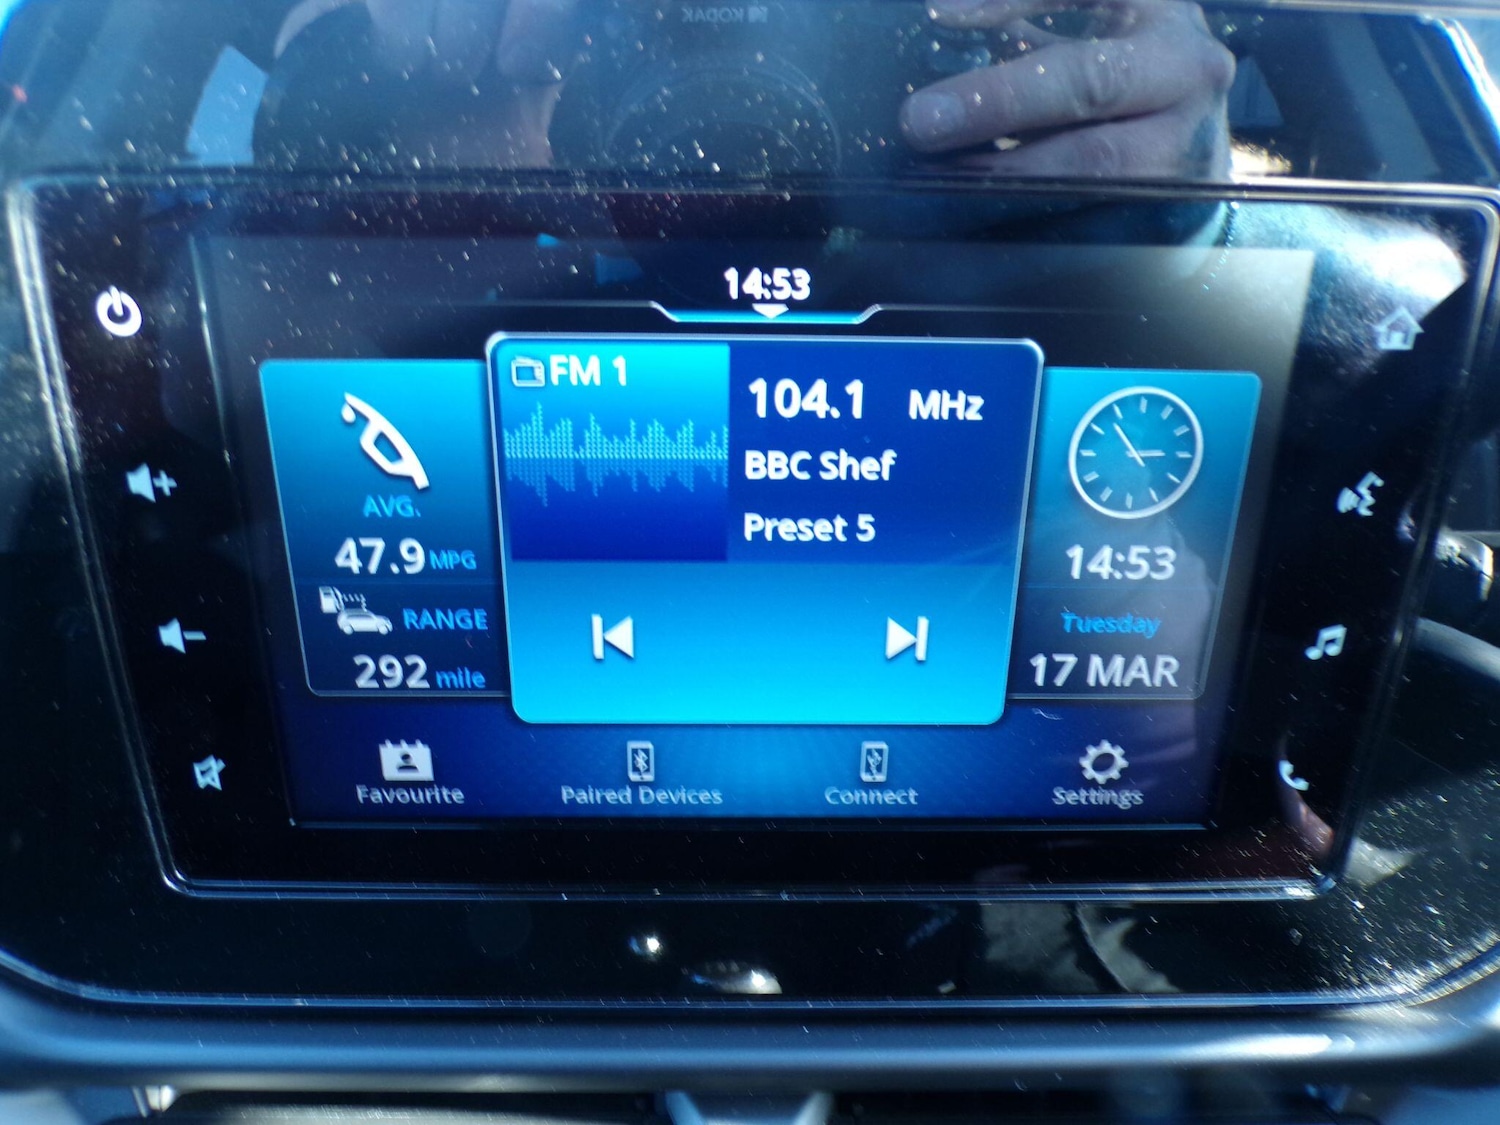 KODAK
14:53
FM 1
104.1 MHz
BBC Shef
Preset 5
AVG.
47.9 MPG
RANGE
292 mile
14:53
Tuesday
17 MAR
Favourite
Paired Devices
Connect
Settings